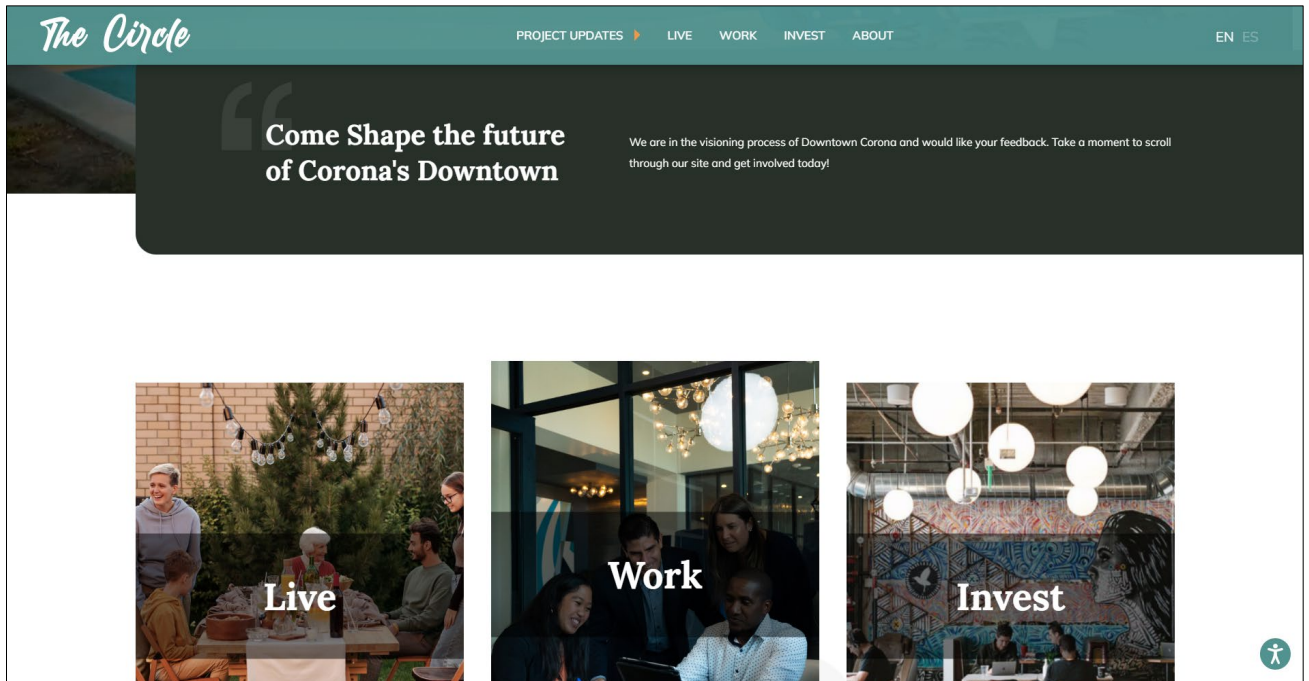 The Circle
PROJECT UPDATES
LIVE
WORK
INVEST
ABOUT
EN ES
Come Shape the future
of Corona's Downtown
We are in the visioning process of Downtown Corona and would like your feedback. Take a moment to scroll
through our site and get involved today!
Live
Work
Invest